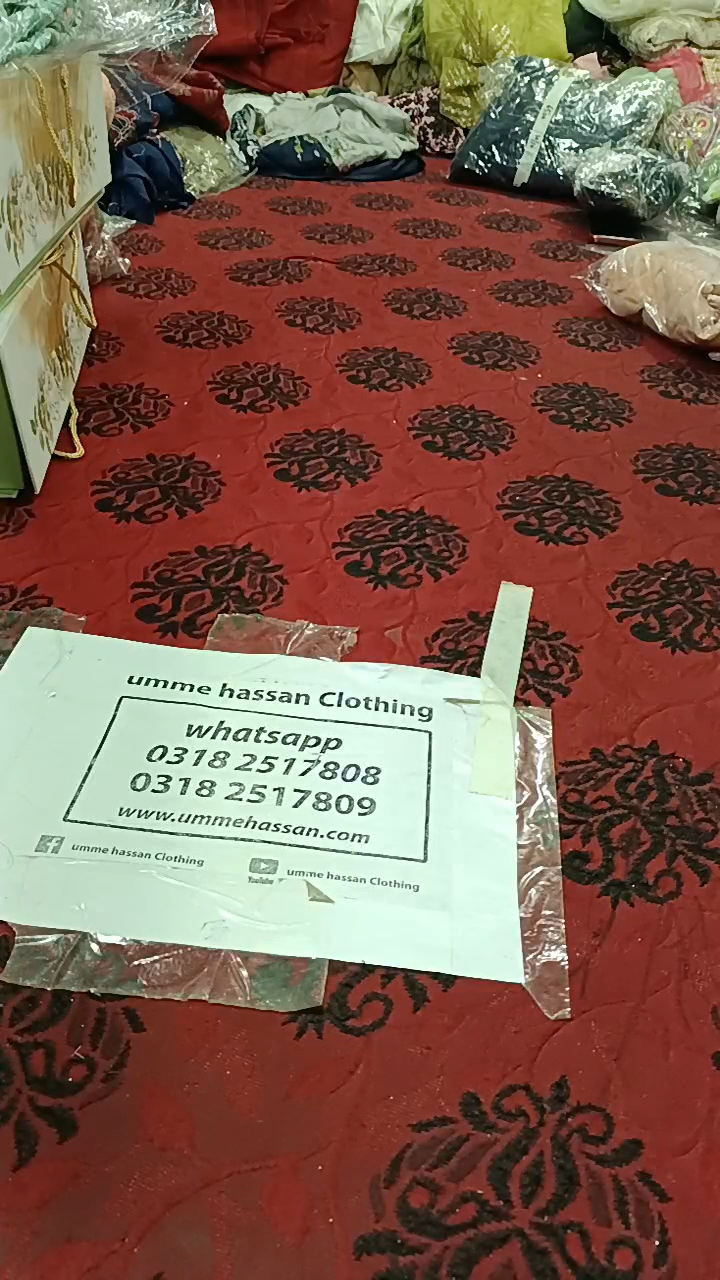 umme hassan Clothing
whatsapp
0318 2517808
0318 2517809
www.ummehassan.com
umme hassan Clothing
YouTube
umme hassan Clothing